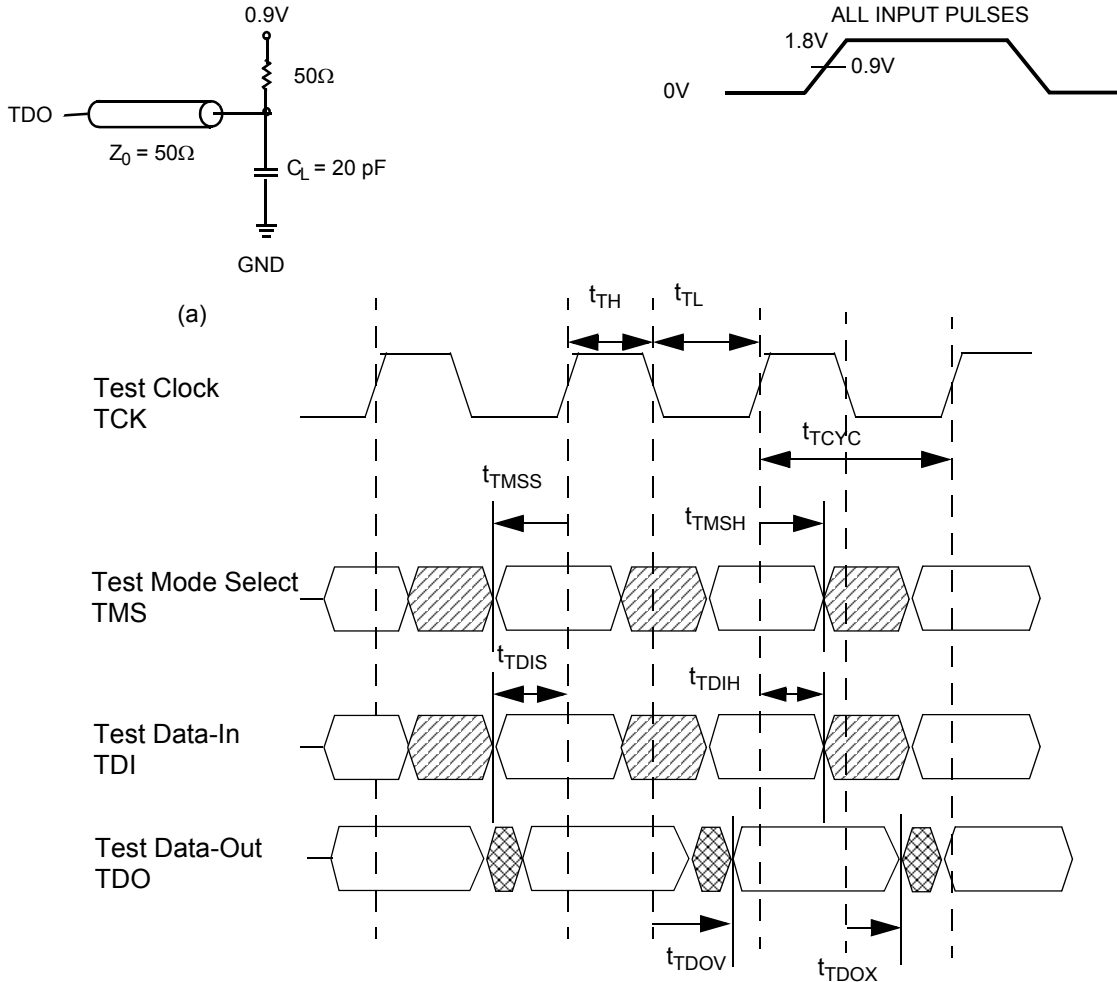 0.9V
50Ω
TDO
Z0 = 50Ω
CL = 20 pF
GND
(a)
ALL INPUT PULSES
1.8V
0.9V
0V
tTH
tTL
Test Clock
TCK
tTCYC
tTMSS
tTMSH
Test Mode Select
TMS
tTDIS
tTDIH
Test Data-In
TDI
Test Data-Out
TDO
tTDOV
tTDOX